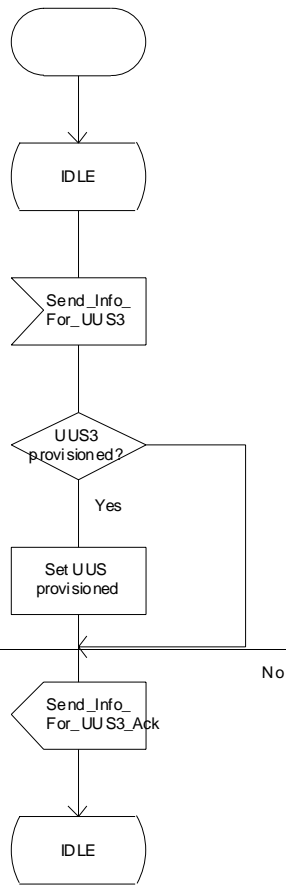 IDLE
Send_Info_
For_UUS3
UUS3
provisioned?
Yes
Set UUS
provisioned
No
Send_Info_
For_UUS3_Ack
IDLE